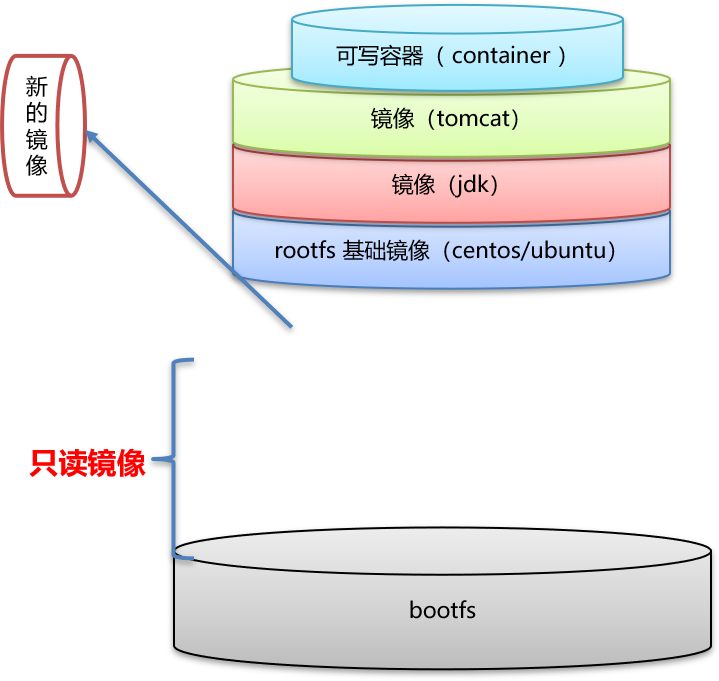 可写容器（ container ）
新的镜像
镜像（tomcat）
镜像（jdk）
rootfs 基础镜像（centos/ubuntu）
只读镜像
bootfs